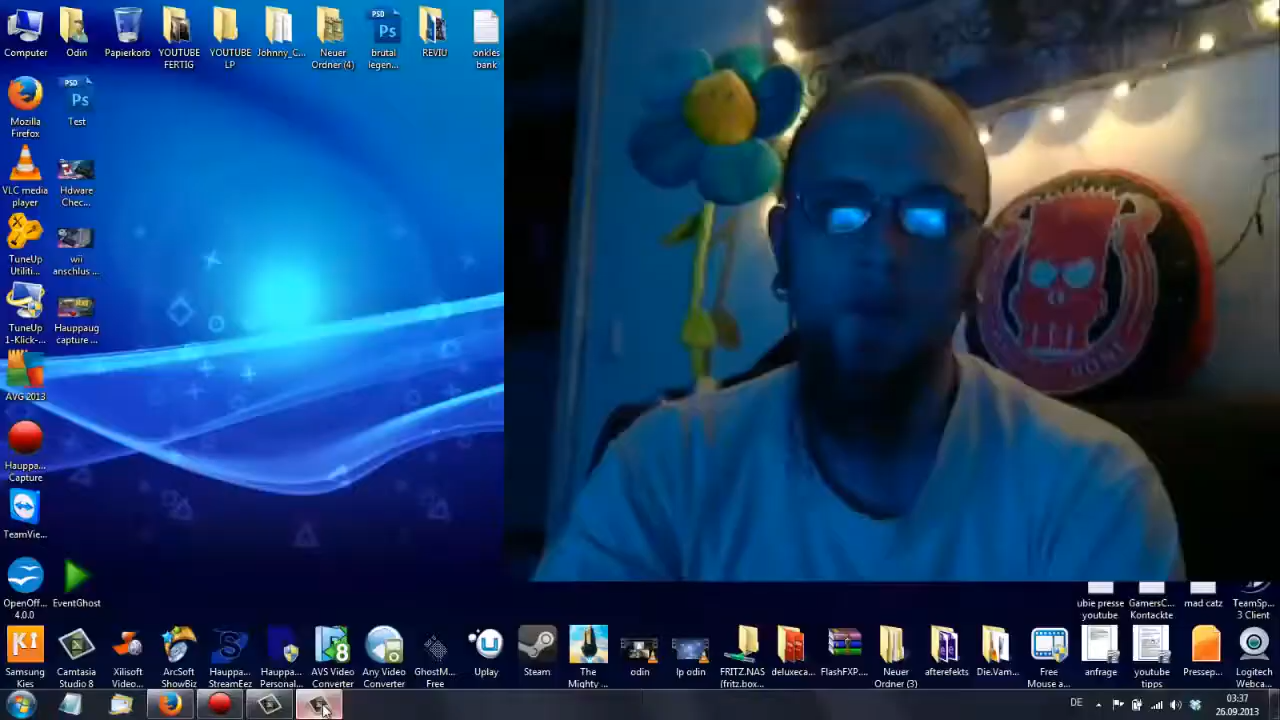 Computer
Odin
Papierkorb
YOUTUBE
FERTIG
YOUTUBE
LP
Johnny_C...
Neuer
Ordner (4)
PSD
Ps
brutal
legen...
REVIU
onkles
bank
Mozilla
Firefox
PSD
Ps
Test
VLC media
player
Hdware
Chec...
TuneUp
Utiliti...
wii
anschlus ...
TuneUp
1-Klick-...
Hauppaug
capture ...
AVG 2013
Hauppa...
Capture
TeamVie...
OpenOff...
4.0.0
EventGhost
ubie presse
youtube
GamersC...
Kontackte
mad catz
TeamSp...
3 Client
Ki
Samsung
Kies
Camtasia
Studio 8
Xilisoft
Video...
ArcSoft
ShowBiz
S
Hauppa...
StreamEez
Hauppa...
Personal...
8
AVS Video
Converter
Any Video
Converter
GhostM...
Free
Uplay
Steam
The
Mighty ...
odin
lp odin
FRITZ.NAS
(fritz.box...
deluxeca...
FlashFXP...
Neuer
Ordner (3)
afterefekts
Die.Vam...
Free
Mouse a...
anfrage
youtube
tipps
Pressep...
Logitech
Webca...
DE
03:37
26.09.2013